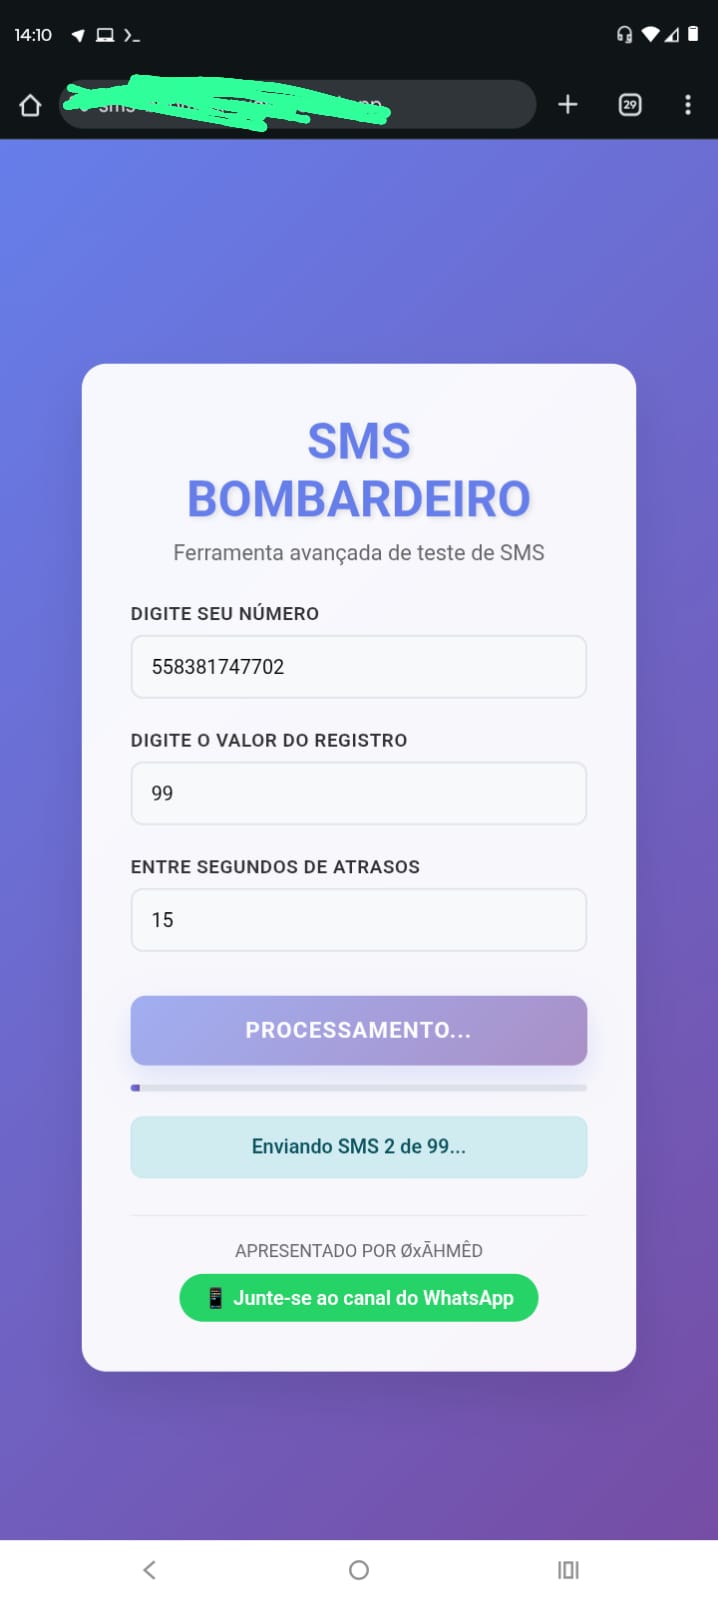 14:10
29
SMS
BOMBARDEIRO
Ferramenta avançada de teste de SMS
DIGITE SEU NÚMERO
558381747702
DIGITE O VALOR DO REGISTRO
99
ENTRE SEGUNDOS DE ATRASOS
15
PROCESSAMENTO...
Enviando SMS 2 de 99...
APRESENTADO POR ØxĀHMÊD
Junte-se ao canal do WhatsApp